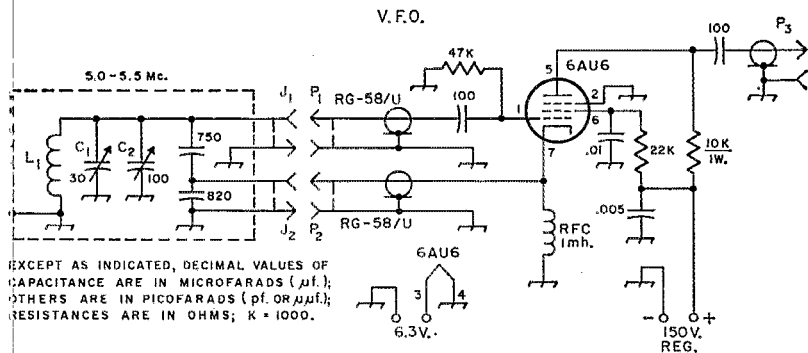 V.F.O.
5.0-5.5 Mc.
L1
C1
30
C2
100
750
820
J1
P1
J2
P2
RG-58/U
RG-58/U
47K
100
1
5
6AU6
2
6
7
.01
22K
10K
1W.
100
P3
.005
RFC
1mh.
6AU6
3
4
6.3V.
- +
150V.
REG.
EXCEPT AS INDICATED, DECIMAL VALUES OF
CAPACITANCE ARE IN MICROFARADS (μf.);
OTHERS ARE IN PICOFARADS (pf. OR μμf.);
RESISTANCES ARE IN OHMS; K = 1000.